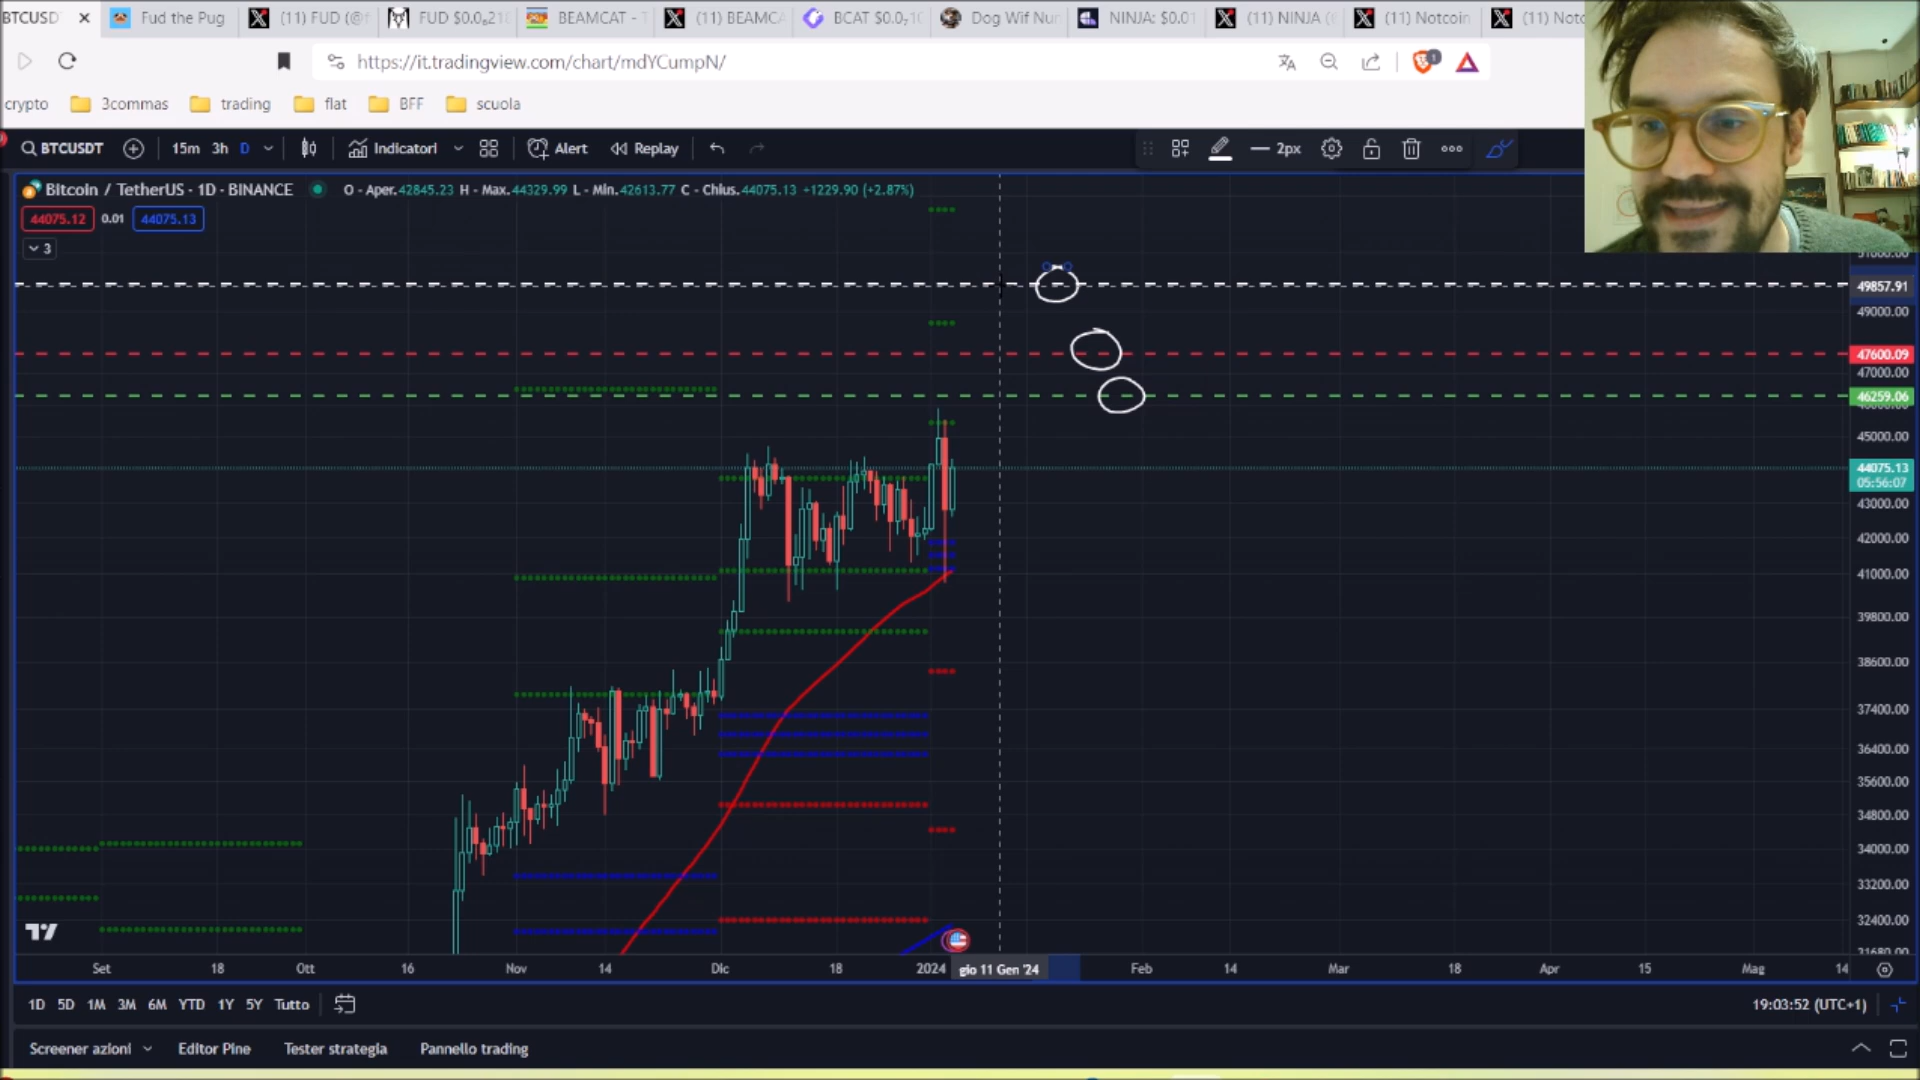 BTCUSD
Fud the Pug
(11) FUD (@f
FUD $0.0₆21
BEAMCAT - T
(11) BEAMCA
BCAT $0.0₇1
Dog Wif Nu
NINJA: $0.01
(11) NINJA (
(11) Notcoin
(11) Not
https://it.tradingview.com/chart/mdYCumpN/
1
crypto
3commas
trading
flat
BFF
scuola
BTCUSDT
15m
3h
D
Indicatori
Alert
Replay
2px
Bitcoin / TetherUS · 1D · BINANCE
O - Aper.42845.23 H - Max.44329.99 L - Min.42613.77 C - Chius.44075.13 +1229.90 (+2.87%)
44075.12
0.01
44075.13
3
49857.91
49000.00
47600.09
47000.00
46259.06
45000.00
44075.13
05:56:07
43000.00
42000.00
41000.00
39800.00
38600.00
37400.00
36400.00
35600.00
34800.00
34000.00
33200.00
32400.00
31680.00
Set
18
Ott
16
Nov
14
Dic
18
2024
gio 11 Gen '24
Feb
14
Mar
18
Apr
15
Mag
14
1D
5D
1M
3M
6M
YTD
1Y
5Y
Tutto
19:03:52 (UTC+1)
Screener azioni
Editor Pine
Tester strategia
Pannello trading